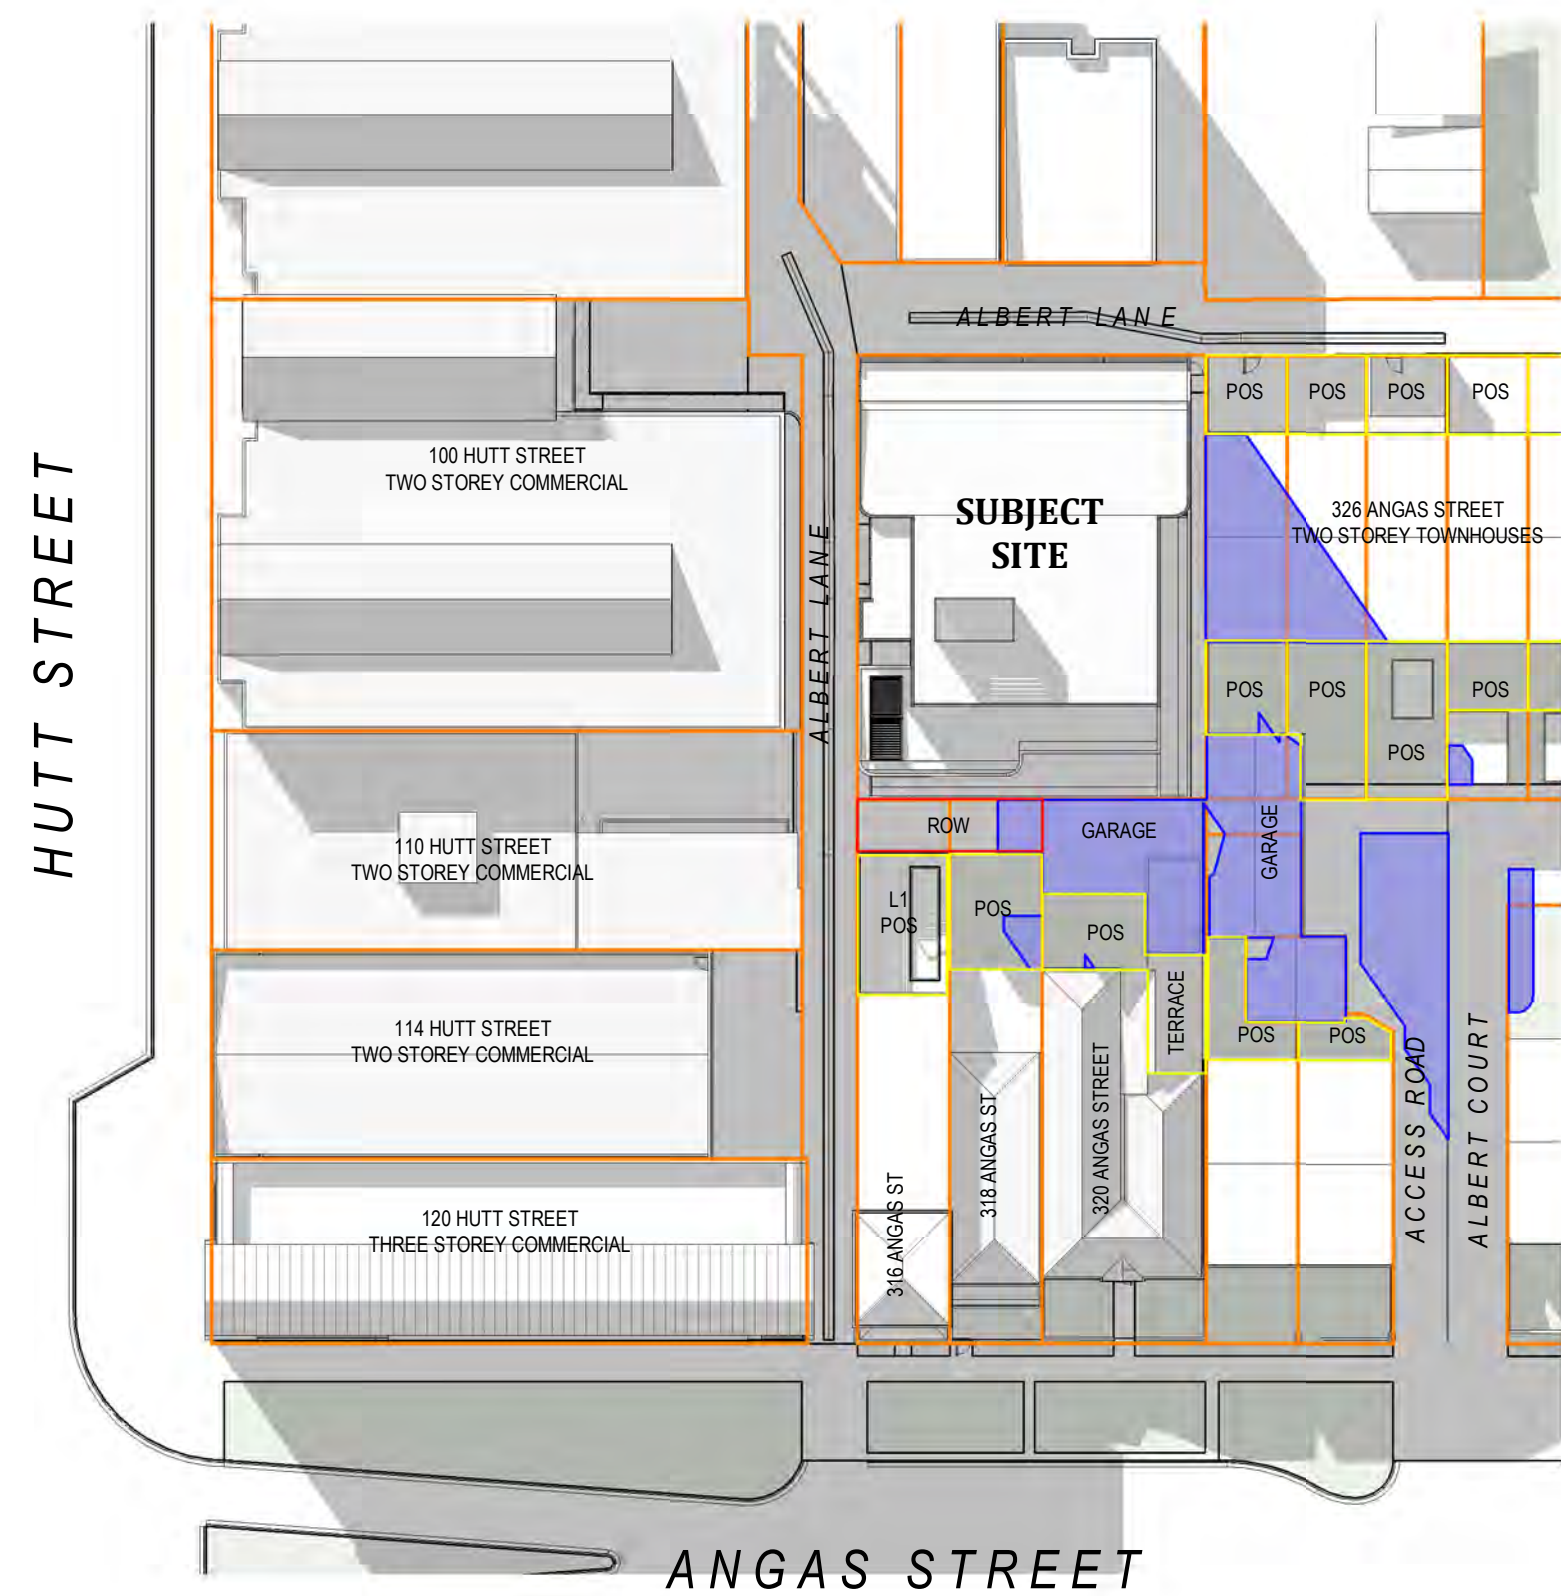 ALBERT LANE
POS
POS
POS
POS
100 HUTT STREET
TWO STOREY COMMERCIAL
HUTT STREET
ALBERT LANE
SUBJECT
SITE
326 ANGAS STREET
TWO STOREY TOWNHOUSES
POS
POS
POS
POS
110 HUTT STREET
TWO STOREY COMMERCIAL
ROW
GARAGE
GARAGE
L1
POS
POS
POS
114 HUTT STREET
TWO STOREY COMMERCIAL
TERRACE
POS
POS
ACCESS ROAD
ALBERT COURT
120 HUTT STREET
THREE STOREY COMMERCIAL
316 ANGAS ST
318 ANGAS ST
320 ANGAS STREET
ANGAS STREET